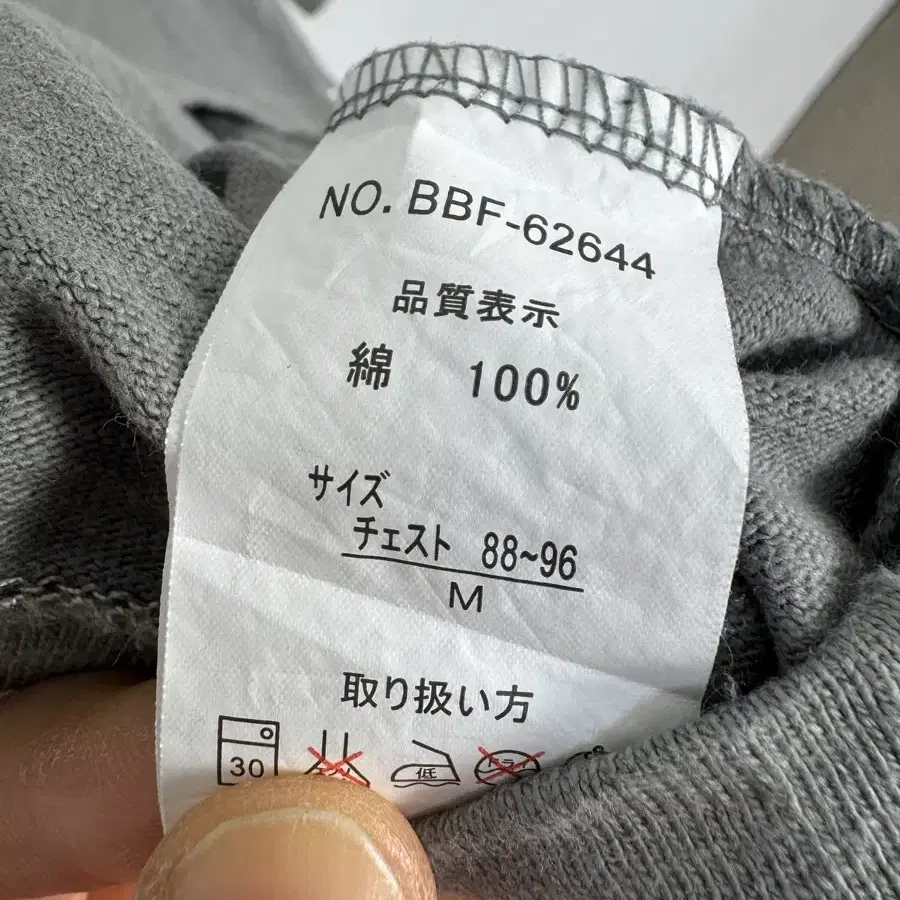 NO. BBF-62644
品質表示
綿 100%
サイズ
チェスト 88~96
M
取り扱い方
30
低